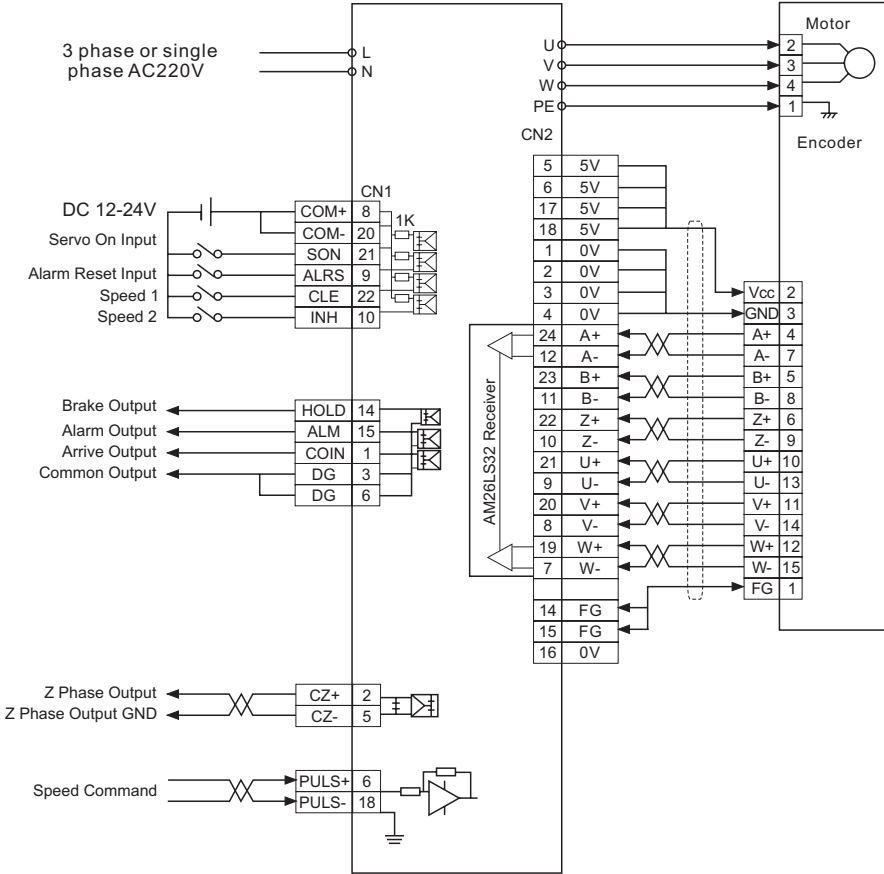 3 phase or single
phase AC220V
L
N
U
V
W
PE
Motor
2
3
4
1
Encoder
CN2
5 5V
6 5V
17 5V
18 5V
1 0V
2 0V
3 0V
4 0V
24 A+
12 A-
23 B+
11 B-
22 Z+
10 Z-
21 U+
9 U-
20 V+
8 V-
19 W+
7 W-
14 FG
15 FG
16 0V
AM26LS32 Receiver
Vcc 2
GND 3
A+ 4
A- 7
B+ 5
B- 8
Z+ 6
Z- 9
U+ 10
U- 13
V+ 11
V- 14
W+ 12
W- 15
FG 1
CN1
1K
DC 12-24V
COM+ 8
COM- 20
Servo On Input SON 21
Alarm Reset Input ALRS 9
Speed 1 CLE 22
Speed 2 INH 10
Brake Output HOLD 14
Alarm Output ALM 15
Arrive Output COIN 1
Common Output DG 3
DG 6
Z Phase Output CZ+ 2
Z Phase Output GND CZ- 5
Speed Command
PULS+ 6
PULS- 18